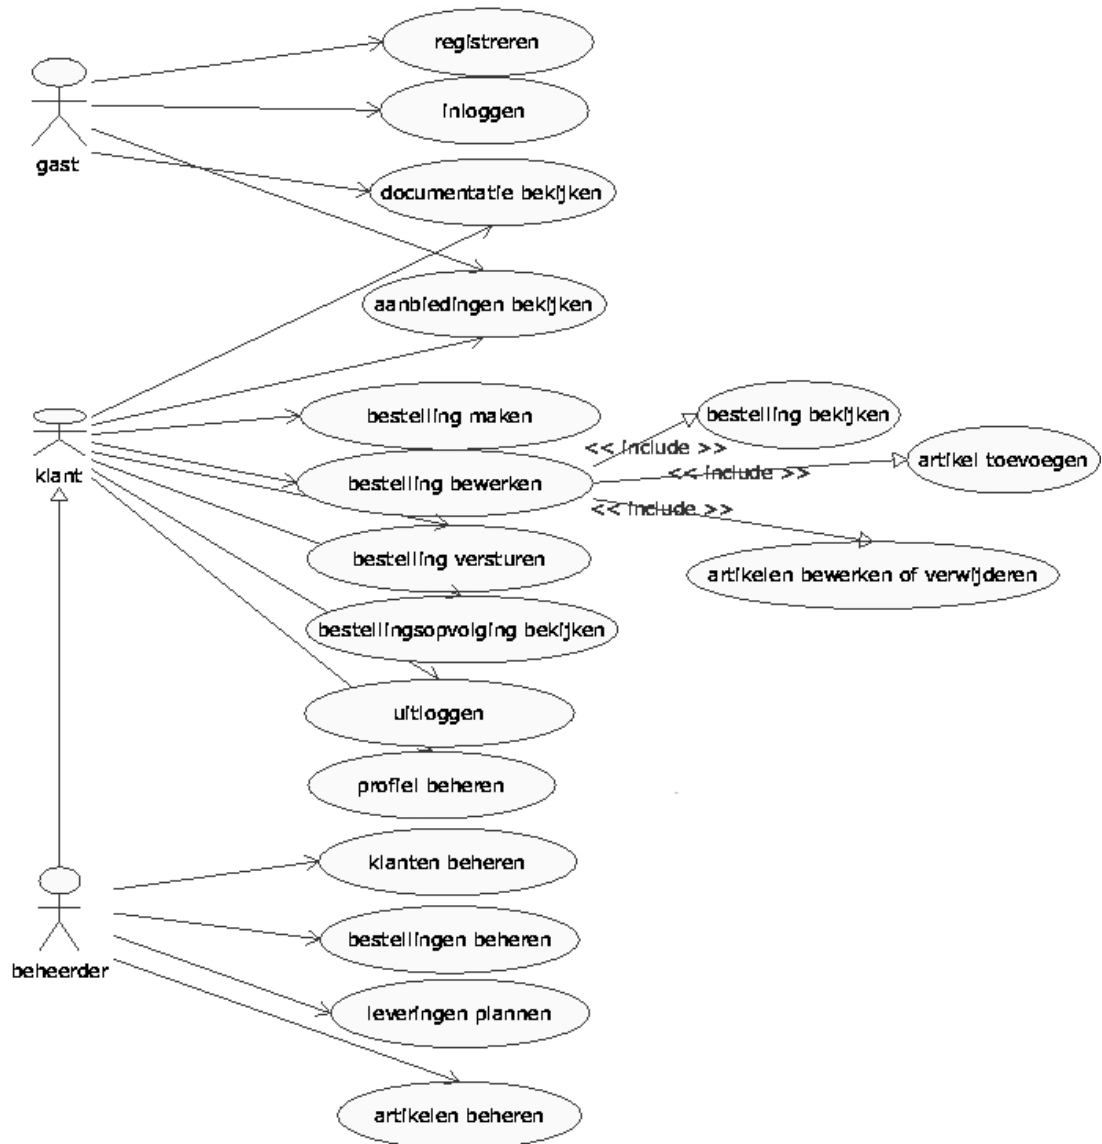 registreren
inloggen
gast
documentatie bekijken
aanbiedingen bekijken
bestelling maken
bestelling bekijken
<< include >>
klant
bestelling bewerken
<< include >>
artikel toevoegen
<< include >>
bestelling versturen
artikelen bewerken of verwijderen
bestellingsopvolging bekijken
uitloggen
profiel beheren
klanten beheren
bestellingen beheren
beheerder
leveringen plannen
artikelen beheren